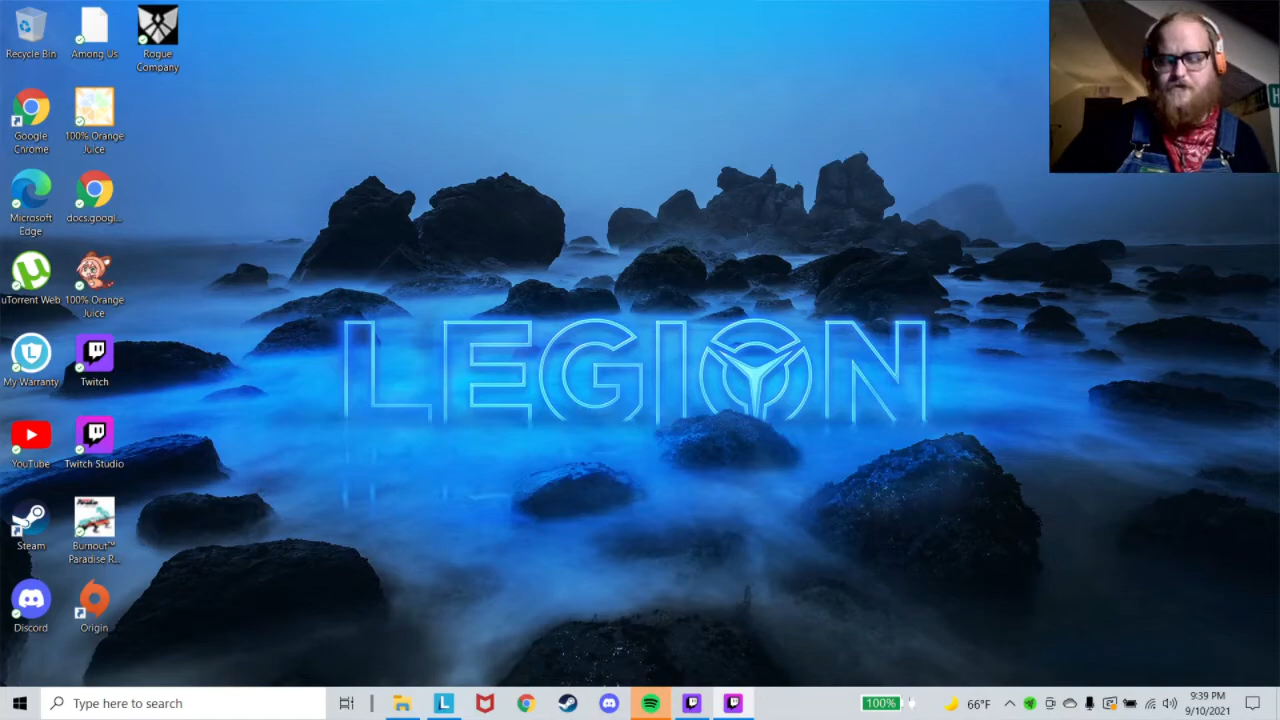 Recycle Bin
Among Us
Rogue
Company
Google
Chrome
100% Orange
Juice
Microsoft
Edge
docs.googl...
uTorrent Web
100% Orange
Juice
My Warranty
Twitch
YouTube
Twitch Studio
Steam
Burnout™
Paradise R...
Discord
Origin
LEGION
Type here to search
100%
66°F
9:39 PM
9/10/2021